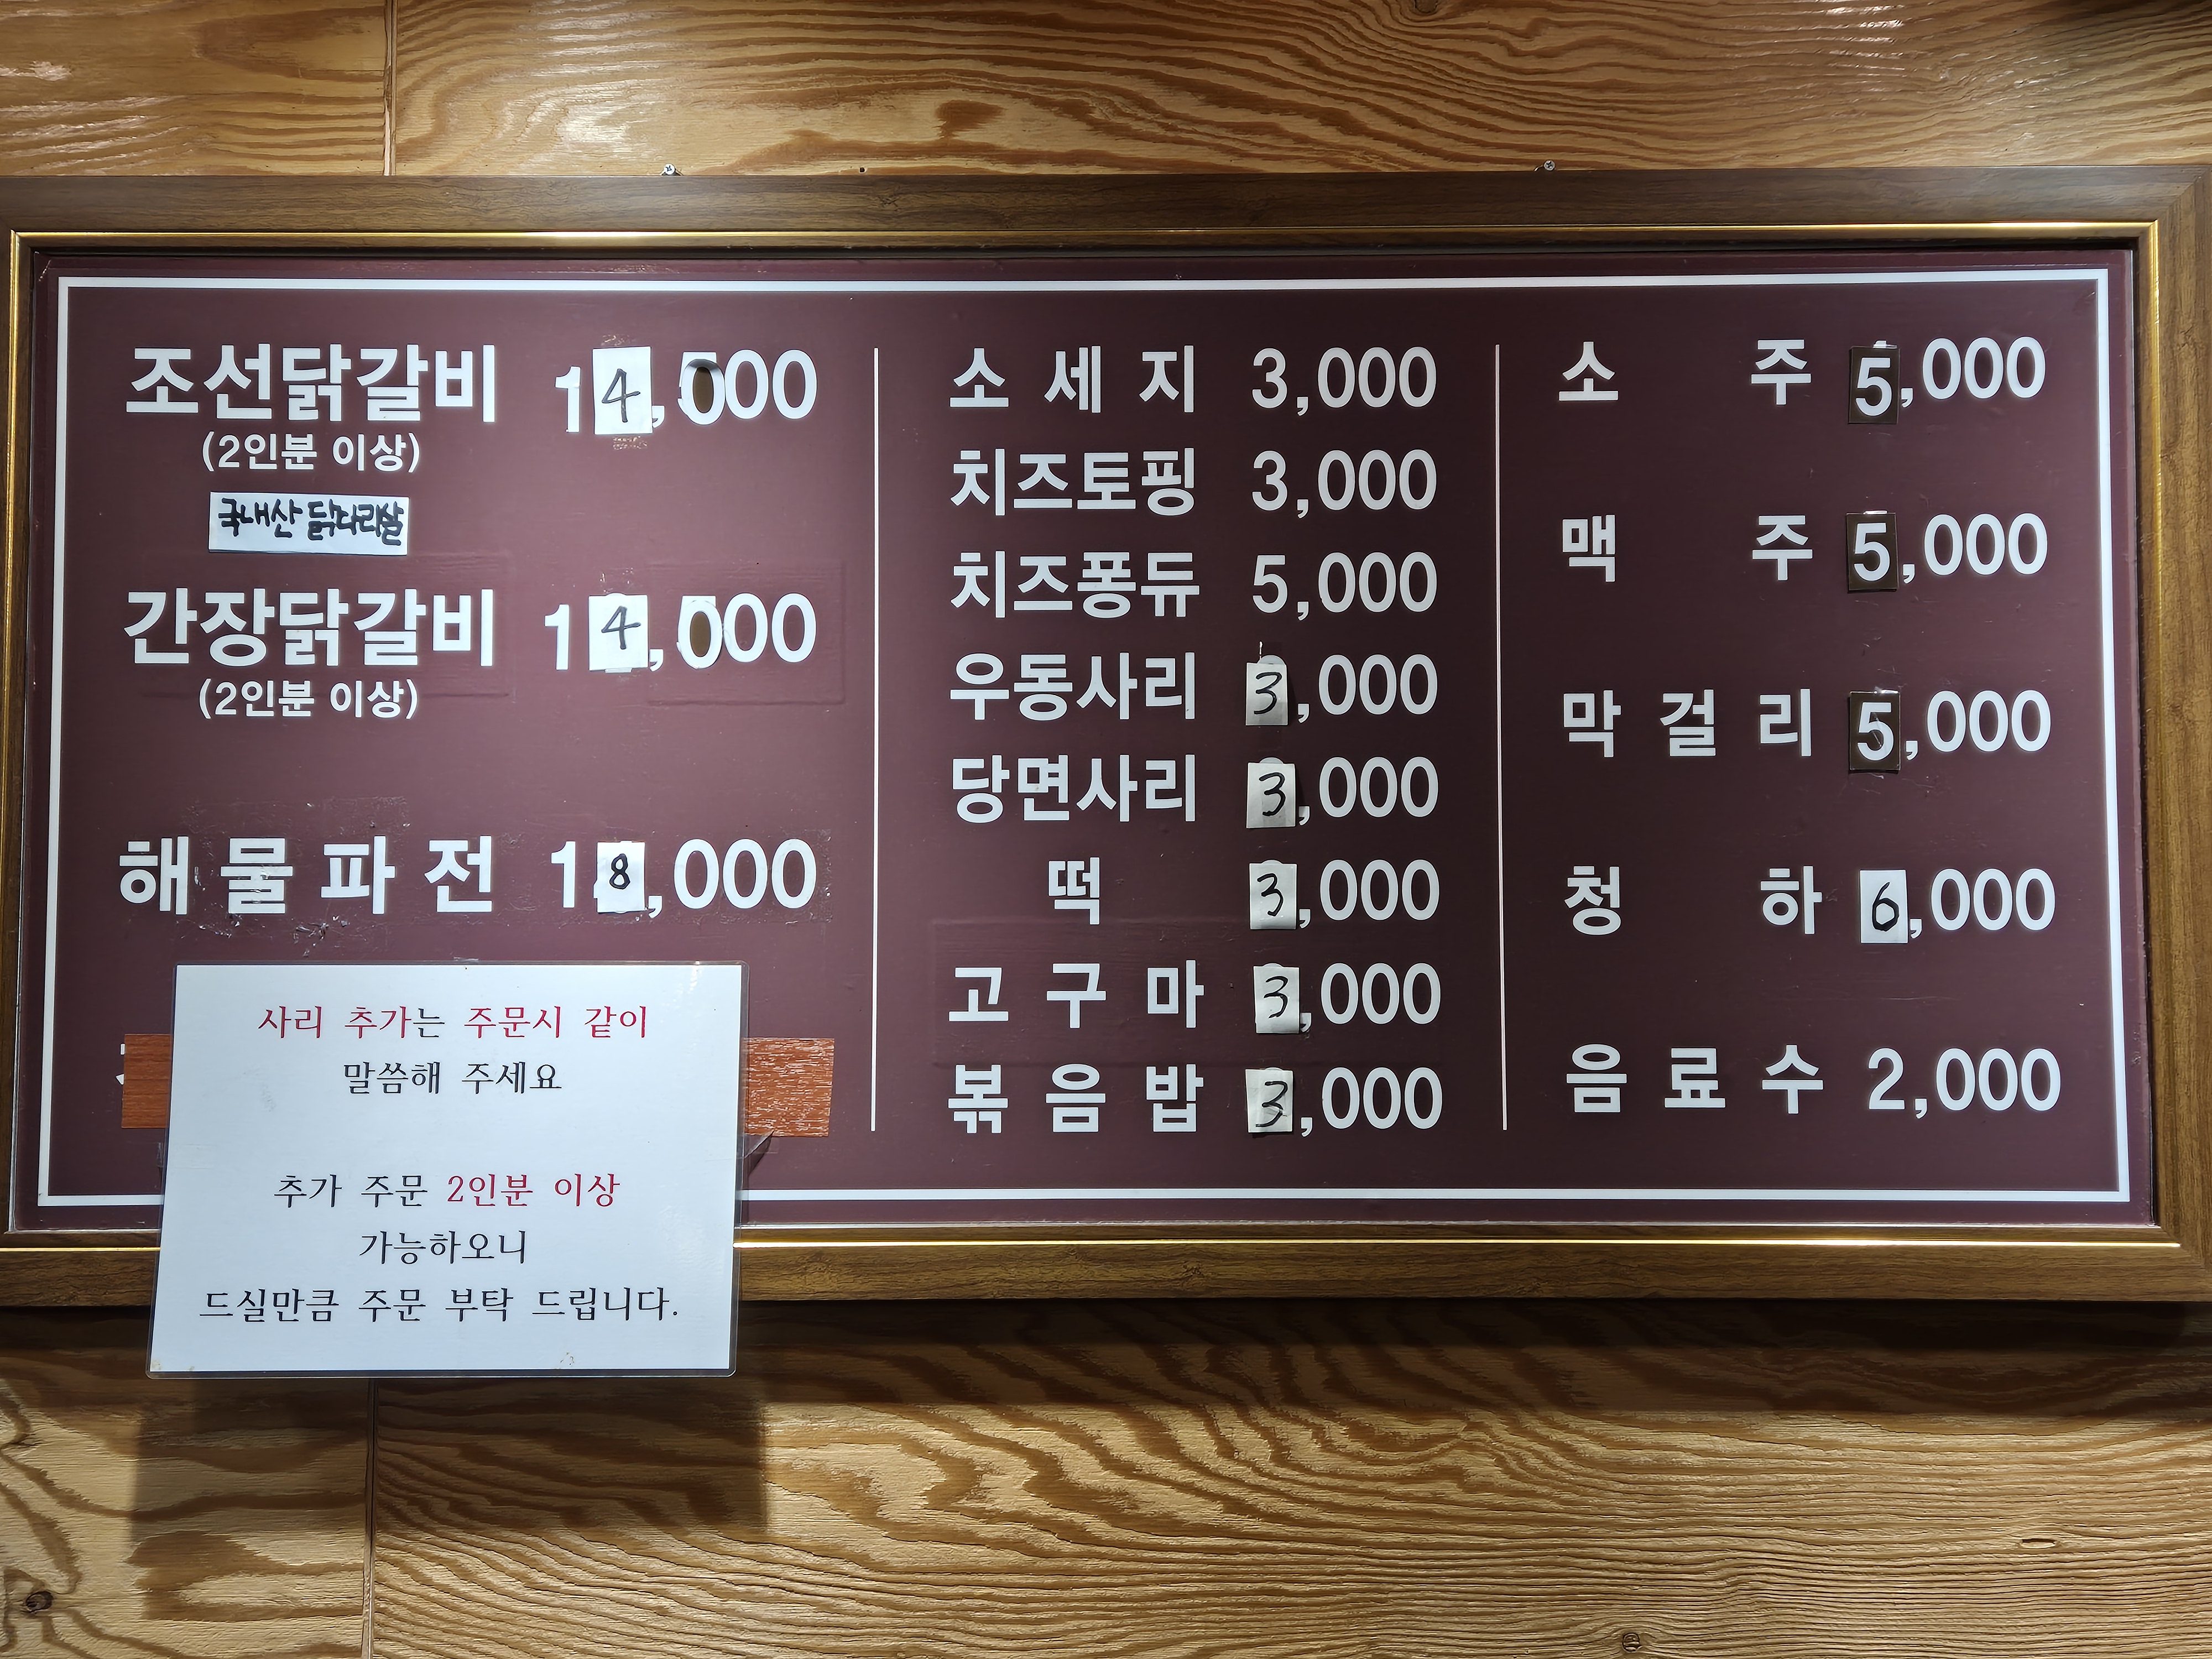 조선닭갈비 14,000
(2인분 이상)
국내산 닭다리살
간장닭갈비 14,000
(2인분 이상)
해물파전 18,000
사리 추가는 주문시 같이
말씀해 주세요
추가 주문 2인분 이상
가능하오니
드실만큼 주문 부탁 드립니다.
소세지 3,000
치즈토핑 3,000
치즈퐁듀 5,000
우동사리 3,000
당면사리 3,000
떡 3,000
고구마 3,000
볶음밥 3,000
소주 5,000
맥주 5,000
막걸리 5,000
청하 6,000
음료수 2,000